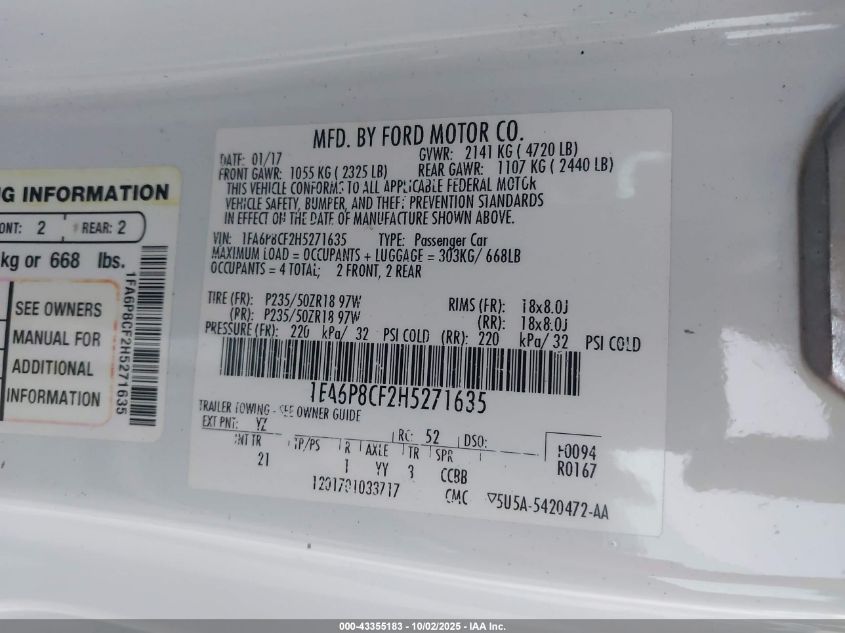 MFD. BY FORD MOTOR CO.
DATE: 01/17 GVWR: 2141 KG ( 4720 LB)
FRONT GAWR: 1055 KG ( 2325 LB) REAR GAWR: 1107 KG ( 2440 LB)
THIS VEHICLE CONFORMS TO ALL APPLICABLE FEDERAL MOTOR
VEHICLE SAFETY, BUMPER, AND THEFT PREVENTION STANDARDS
IN EFFECT ON THE DATE OF MANUFACTURE SHOWN ABOVE.
VIN: 1FA6P8CF2H5271635 TYPE: Passenger Car
MAXIMUM LOAD = OCCUPANTS + LUGGAGE = 303KG/ 668LB
OCCUPANTS = 4 TOTAL; 2 FRONT, 2 REAR
TIRE (FR): P235/50ZR18 97W RIMS (FR): 18x8.0J
(RR): P235/50ZR18 97W (RR): 18x8.0J
PRESSURE (FR): 220 kPa/ 32 PSI COLD (RR): 220 kPa/ 32 PSI COLD
1FA6P8CF2H5271635
TRAILER TOWING - SEE OWNER GUIDE
EXT PNT: YZ RC: 52 DSO:
INT TR TP/PS R AXLE TR SPR
21 YY 3 CCBB
F0094
R0167
CMC ▽5U5A-5420472-AA
NG INFORMATION
ONT: 2 REAR: 2
kg or 668 lbs.
SEE OWNERS
MANUAL FOR
ADDITIONAL
INFORMATION
1FA6P8CF2H5271635
000-43355183 - 10/02/2025 - IAA Inc.